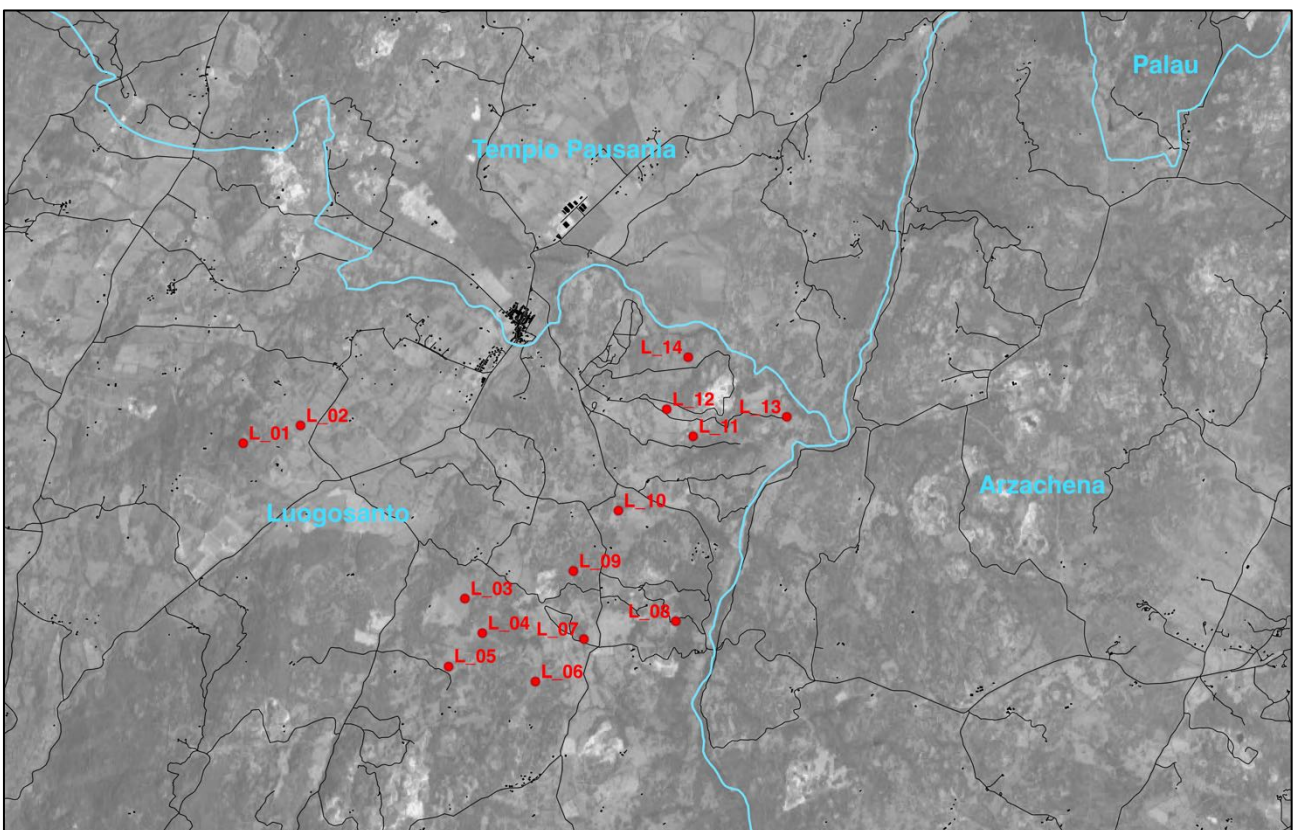 Palau
Tempio Pausania
L_14
L_12
L_13
L_02
L_11
L_01
Arzachena
Luogosanto
L_10
L_09
L_03
L_08
L_04
L_07
L_05
L_06